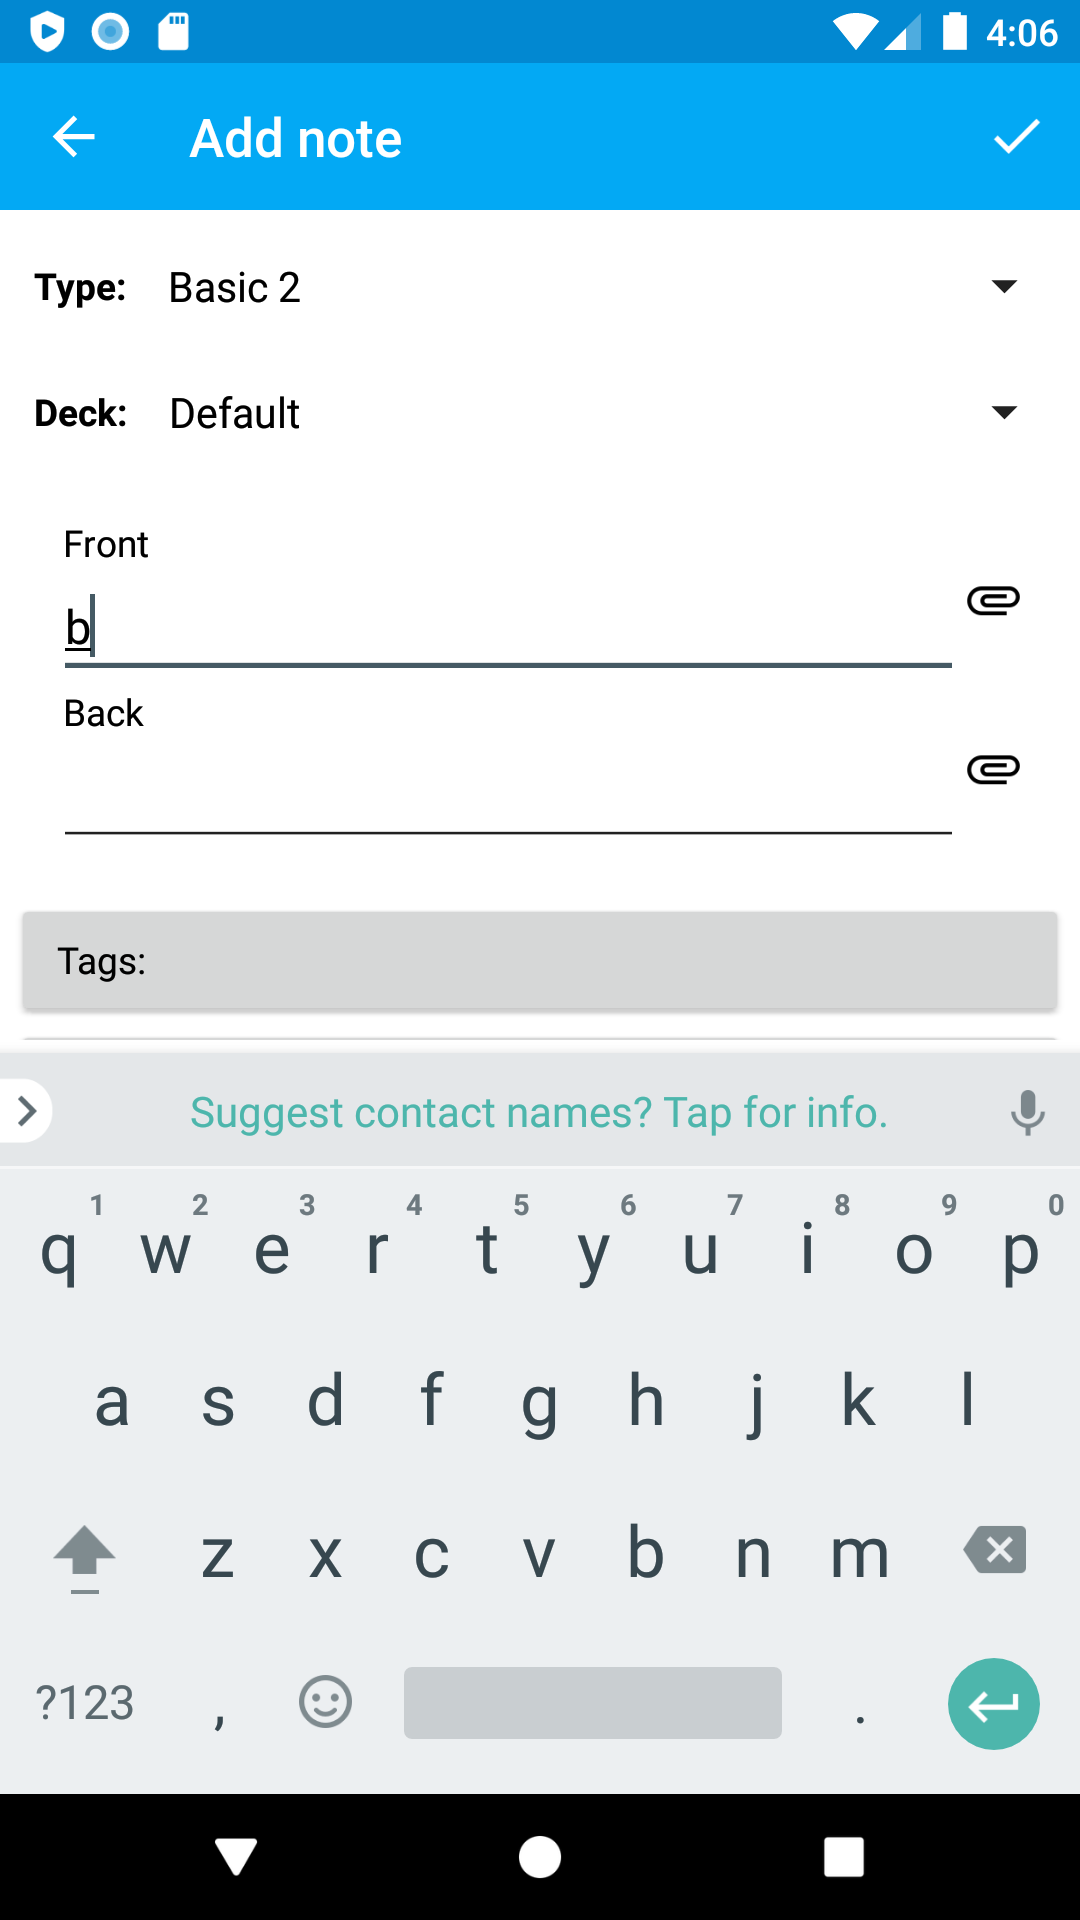 4:06
Add note
Type: Basic 2
Deck: Default
Front
b
Back
Tags:
Suggest contact names? Tap for info.
1 2 3 4 5 6 7 8 9 0
q w e r t y u i o p
a s d f g h j k l
z x c v b n m
?123 , .